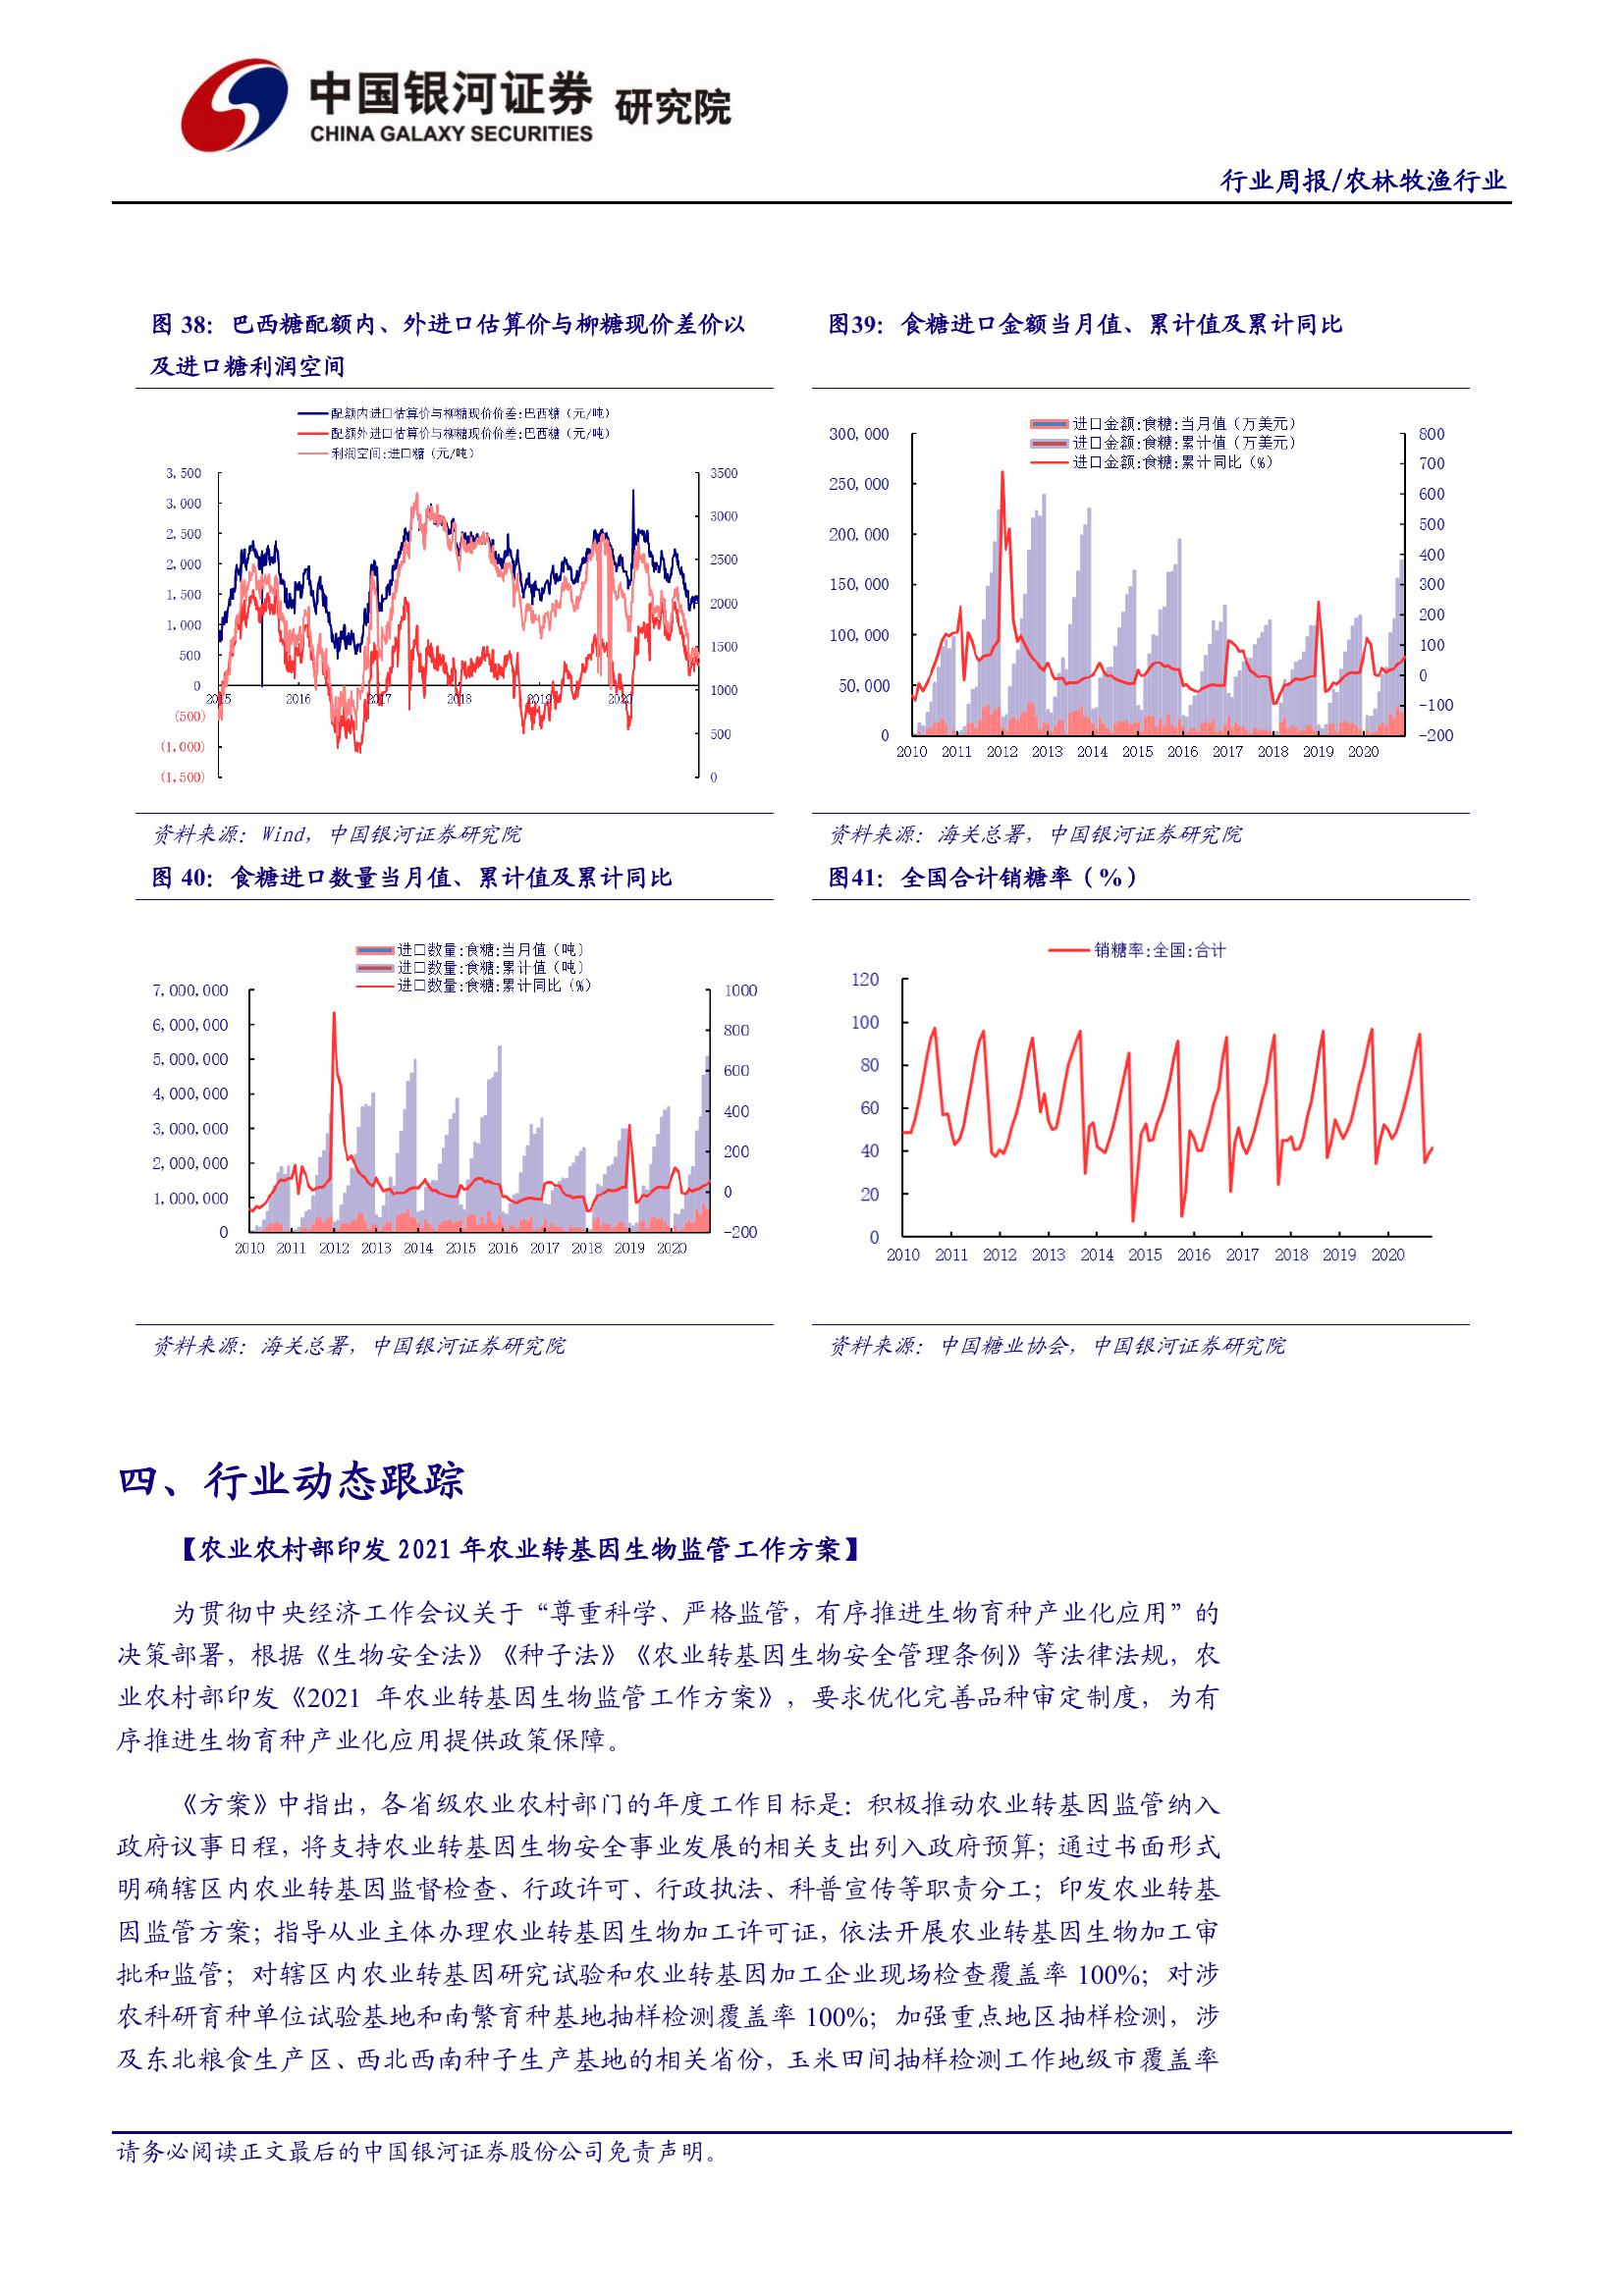 中国银河证券 研究院
CHINA GALAXY SECURITIES
行业周报/农林牧渔行业
图 38：巴西糖配额内、外进口估算价与柳糖现价差价以
及进口糖利润空间
配额内进口估算价与柳糖现价价差:巴西糖（元/吨）
配额外进口估算价与柳糖现价价差:巴西糖（元/吨）
利润空间:进口糖（元/吨）
3,500
3,000
2,500
2,000
1,500
1,000
500
0
(500)
(1,000)
(1,500)
3500
3000
2500
2000
1500
1000
500
0
2015 2016 2017 2018 2019 2020
资料来源：Wind，中国银河证券研究院
图39：食糖进口金额当月值、累计值及累计同比
进口金额:食糖:当月值（万美元）
进口金额:食糖:累计值（万美元）
进口金额:食糖:累计同比（%）
300,000
250,000
200,000
150,000
100,000
50,000
0
800
700
600
500
400
300
200
100
0
-100
-200
2010 2011 2012 2013 2014 2015 2016 2017 2018 2019 2020
资料来源：海关总署，中国银河证券研究院
图 40：食糖进口数量当月值、累计值及累计同比
进口数量:食糖:当月值（吨）
进口数量:食糖:累计值（吨）
进口数量:食糖:累计同比（%）
7,000,000
6,000,000
5,000,000
4,000,000
3,000,000
2,000,000
1,000,000
0
1000
800
600
400
200
0
-200
2010 2011 2012 2013 2014 2015 2016 2017 2018 2019 2020
资料来源：海关总署，中国银河证券研究院
图41：全国合计销糖率（%）
销糖率:全国:合计
120
100
80
60
40
20
0
2010 2011 2012 2013 2014 2015 2016 2017 2018 2019 2020
资料来源：中国糖业协会，中国银河证券研究院
四、行业动态跟踪
【农业农村部印发 2021 年农业转基因生物监管工作方案】
为贯彻中央经济工作会议关于“尊重科学、严格监管，有序推进生物育种产业化应用”的
决策部署，根据《生物安全法》《种子法》《农业转基因生物安全管理条例》等法律法规，农
业农村部印发《2021 年农业转基因生物监管工作方案》，要求优化完善品种审定制度，为有
序推进生物育种产业化应用提供政策保障。
《方案》中指出，各省级农业农村部门的年度工作目标是：积极推动农业转基因监管纳入
政府议事日程，将支持农业转基因生物安全事业发展的相关支出列入政府预算；通过书面形式
明确辖区内农业转基因监督检查、行政许可、行政执法、科普宣传等职责分工；印发农业转基
因监管方案；指导从业主体办理农业转基因生物加工许可证，依法开展农业转基因生物加工审
批和监管；对辖区内农业转基因研究试验和农业转基因加工企业现场检查覆盖率 100%；对涉
农科研育种单位试验基地和南繁育种基地抽样检测覆盖率 100%；加强重点地区抽样检测，涉
及东北粮食生产区、西北西南种子生产基地的相关省份，玉米田间抽样检测工作地级市覆盖率
请务必阅读正文最后的中国银河证券股份公司免责声明。